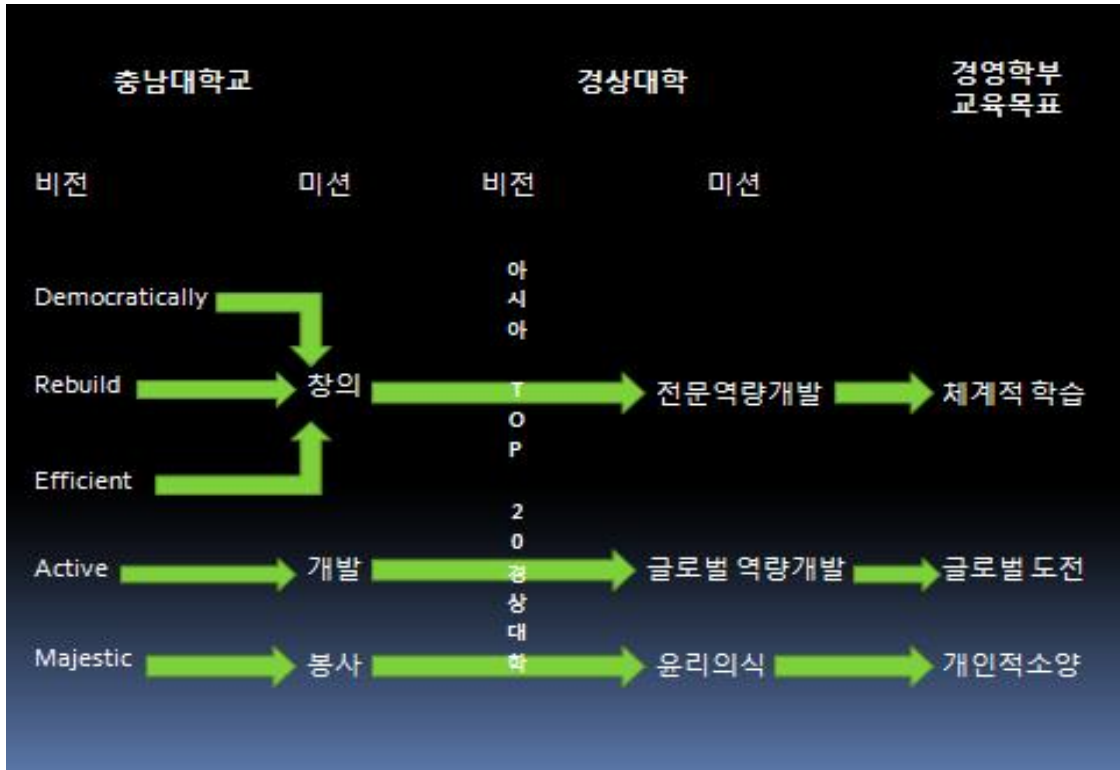 충남대학교
경상대학
경영학부
교육목표
비전
미션
비전
미션
아시아 TOP 20경상대학
Democratically
Rebuild
창의
전문역량개발
체계적 학습
Efficient
Active
개발
글로벌 역량개발
글로벌 도전
Majestic
봉사
윤리의식
개인적소양